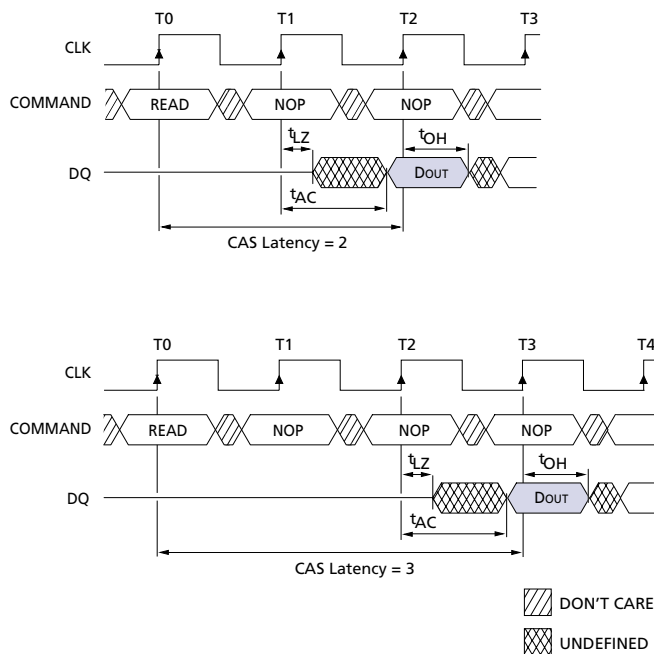 T0 T1 T2 T3
CLK
COMMAND READ NOP NOP
tLZ tOH
DQ DOUT
tAC
CAS Latency = 2
T0 T1 T2 T3 T4
CLK
COMMAND READ NOP NOP NOP
tLZ tOH
DQ DOUT
tAC
CAS Latency = 3
DON'T CARE
UNDEFINED